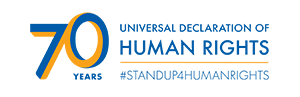 70
YEARS
UNIVERSAL DECLARATION OF
HUMAN RIGHTS
#STANDUP4HUMANRIGHTS